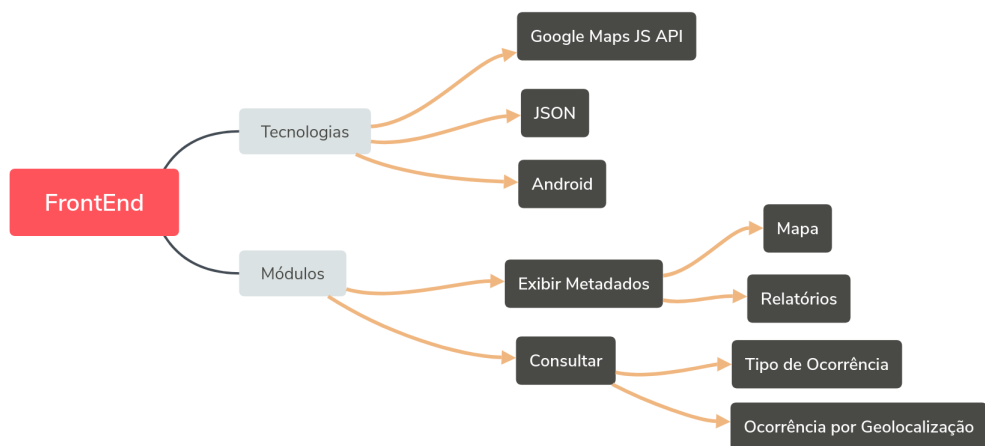 FrontEnd
Tecnologias
Google Maps JS API
JSON
Android
Módulos
Exibir Metadados
Mapa
Relatórios
Consultar
Tipo de Ocorrência
Ocorrência por Geolocalização